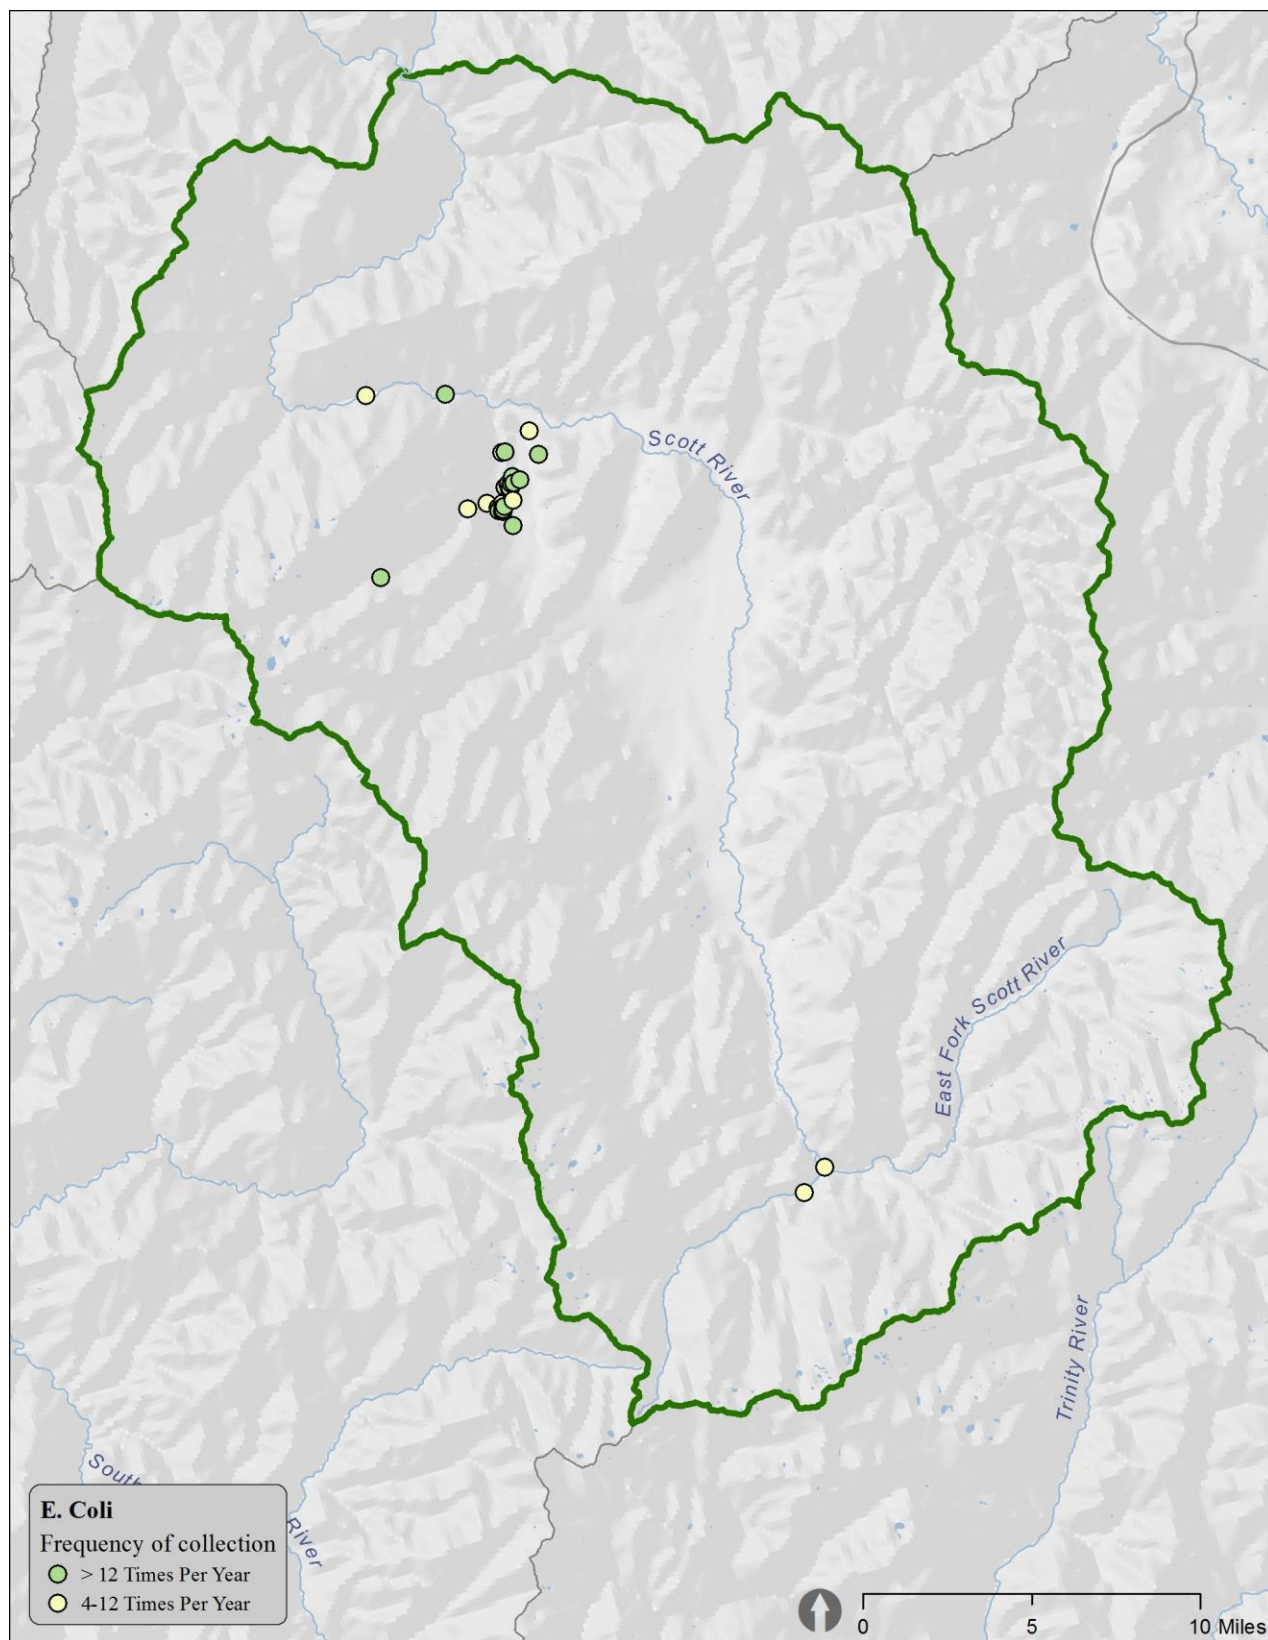 Scott River
East Fork Scott River
Trinity River
South
River
E. Coli
Frequency of collection
> 12 Times Per Year
4-12 Times Per Year
0 5 10 Miles